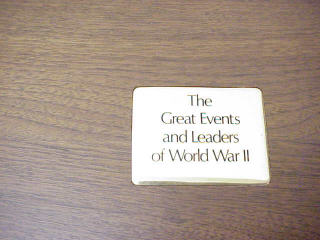 The
Great Events
and Leaders
of World War II